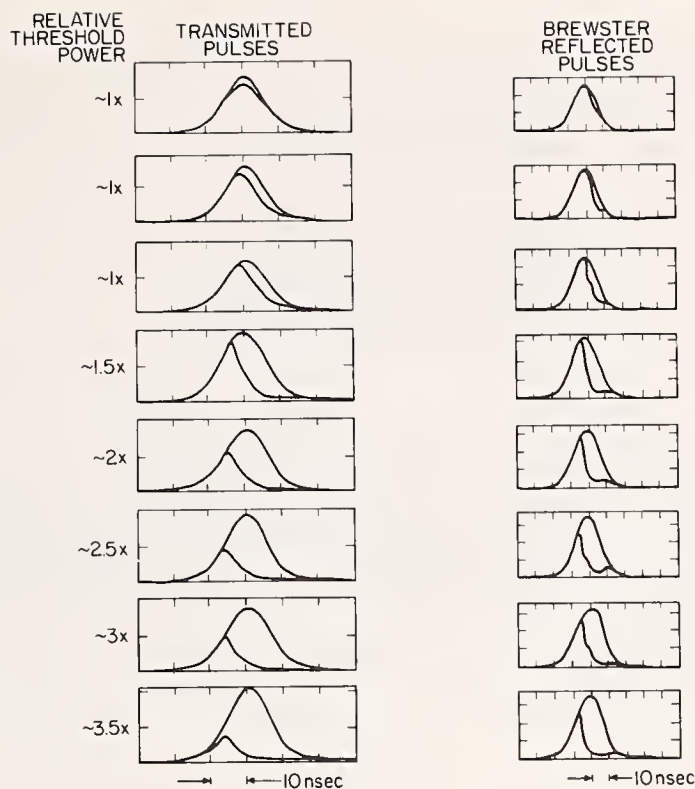 RELATIVE
THRESHOLD
POWER
TRANSMITTED
PULSES
BREWSTER
REFLECTED
PULSES
~1x
~1x
~1x
~1.5x
~2x
~2.5x
~3x
~3.5x
10 nsec
10 nsec